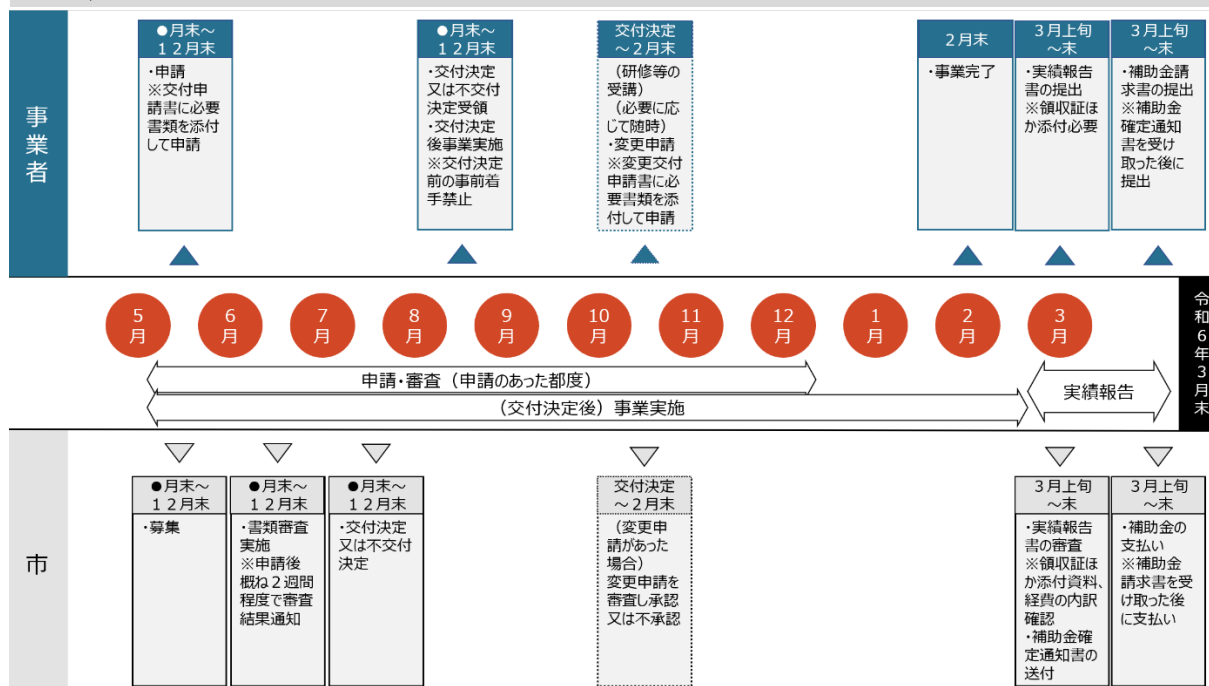 事業者
●月末～
12月末
・申請
※交付申
請書に必要
書類を添付
して申請
●月末～
12月末
・交付決定
又は不交付
決定受領
・交付決定
後事業実施
※交付決定
前の事前着
手禁止
交付決定
～2月末
（研修等の
受講）
（必要に応
じて随時）
・変更申請
※変更交付
申請書に必
要書類を添
付して申請
2月末
・事業完了
3月上旬
～末
・実績報告
書の提出
※領収証ほ
か添付必要
3月上旬
～末
・補助金請
求書の提出
※補助金
確定通知
書を受け
取った後に
提出
5月
6月
7月
8月
9月
10月
11月
12月
1月
2月
3月
令和6年3月末
申請・審査（申請のあった都度）
（交付決定後）事業実施
実績報告
市
●月末～
12月末
・募集
●月末～
12月末
・書類審査
実施
※申請後
概ね２週間
程度で審査
結果通知
●月末～
12月末
・交付決定
又は不交付
決定
交付決定
～2月末
（変更申
請があった
場合）
変更申請を
審査し承認
又は不承認
3月上旬
～末
・実績報告
書の審査
※領収証ほ
か添付資料、
経費の内訳
確認
・補助金確
定通知書の
送付
3月上旬
～末
・補助金の
支払い
※補助金
請求書を受
け取った後
に支払い